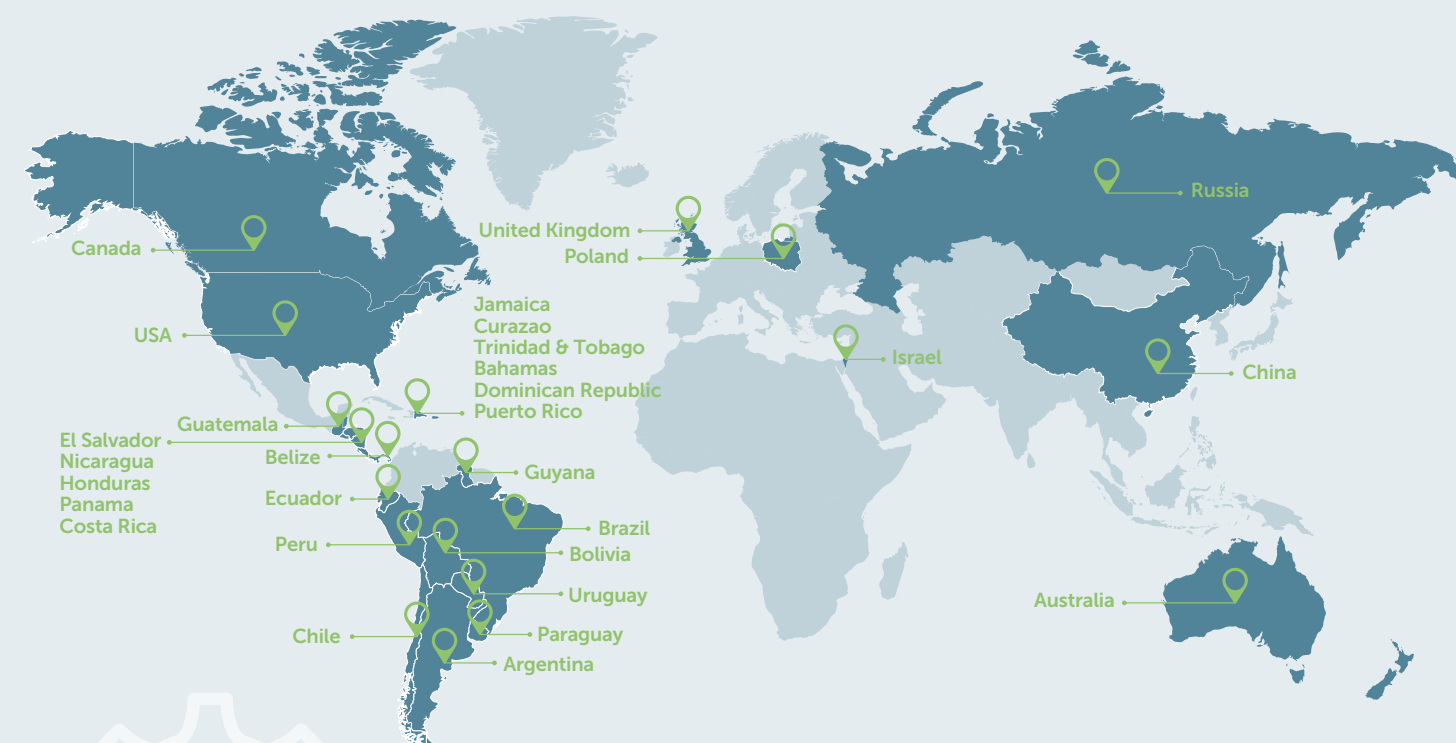 Russia
Canada
United Kingdom
Poland
Jamaica
Curazao
Trinidad & Tobago
Bahamas
Dominican Republic
Puerto Rico
USA
Israel
China
Guatemala
El Salvador
Nicaragua
Honduras
Panama
Costa Rica
Belize
Guyana
Ecuador
Brazil
Peru
Bolivia
Uruguay
Australia
Chile
Paraguay
Argentina